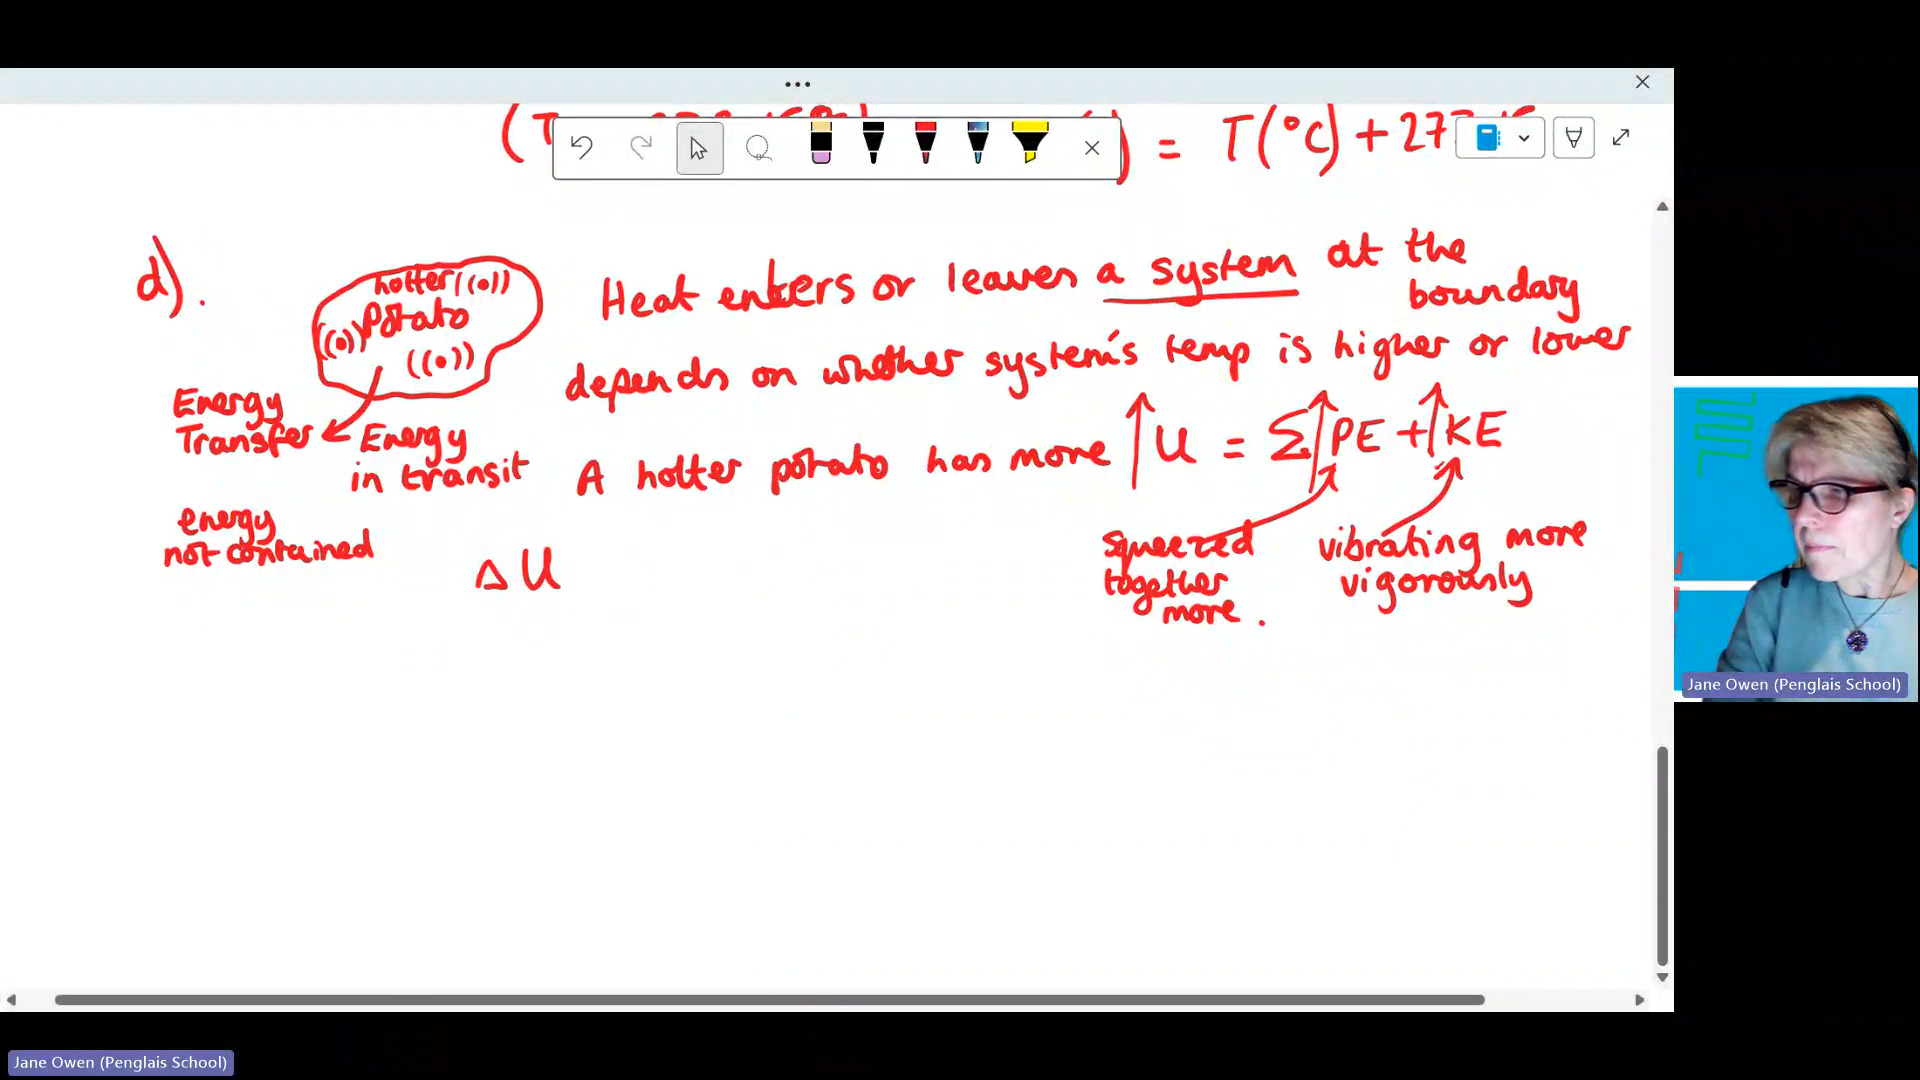 = T(°C) + 27
d).
hotter
Potato
Heat enters or leaves a system at the
boundary
depends on whether system's temp is higher or lower
Energy
Transfer
Energy
in transit
A hotter potato has more U = Σ PE + KE
energy
not contained
ΔU
squeezed
together
more.
vibrating more
vigorously
Jane Owen (Penglais School)
Jane Owen (Penglais School)